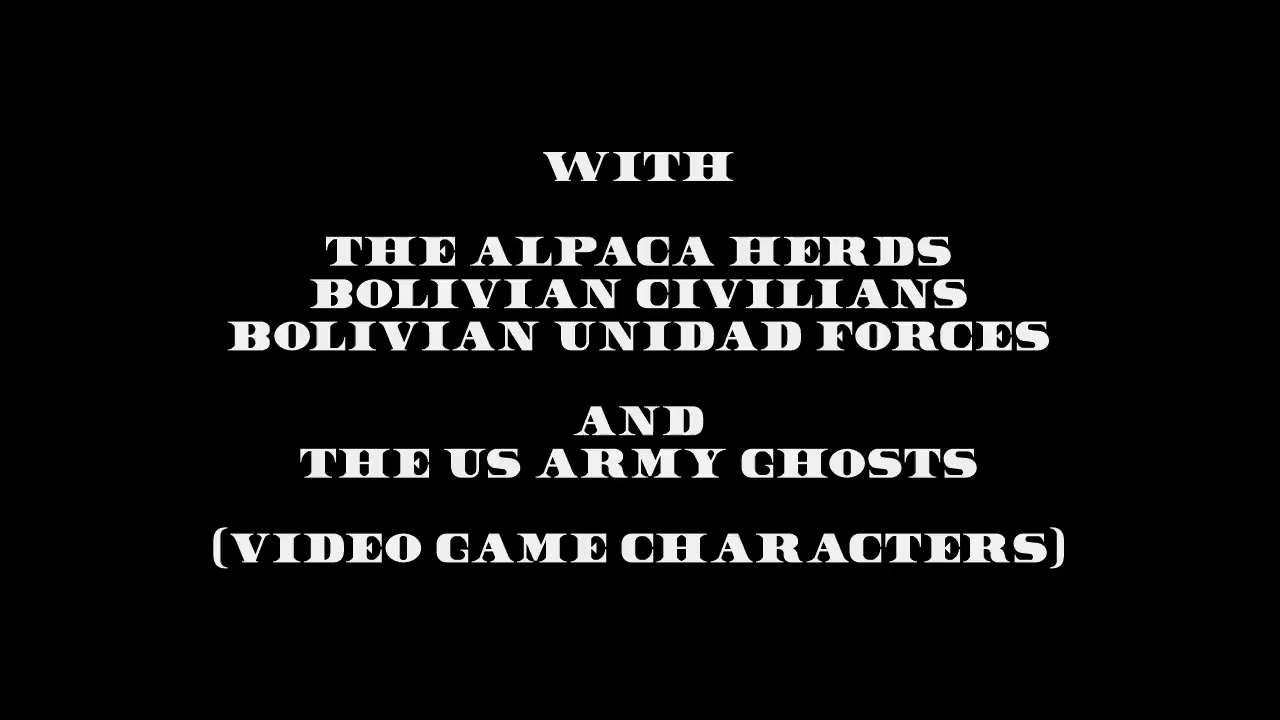 WITH
THE ALPACA HERDS
BOLIVIAN CIVILIANS
BOLIVIAN UNIDAD FORCES
AND
THE US ARMY GHOSTS
(VIDEO GAME CHARACTERS)